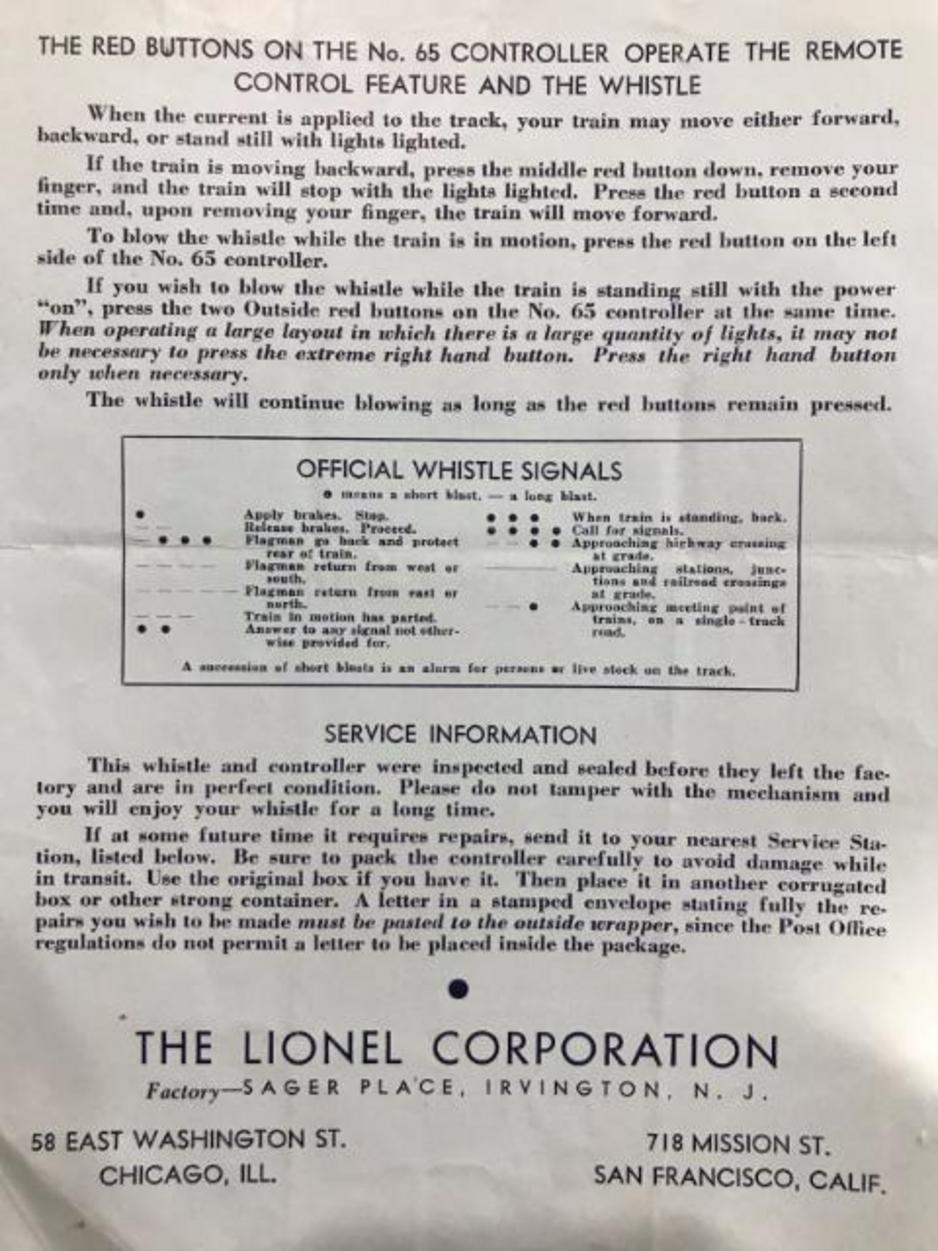 THE RED BUTTONS ON THE No. 65 CONTROLLER OPERATE THE REMOTE
CONTROL FEATURE AND THE WHISTLE
When the current is applied to the track, your train may move either forward,
backward, or stand still with lights lighted.
If the train is moving backward, press the middle red button down, remove your
finger, and the train will stop with the lights lighted. Press the red button a second
time and, upon removing your finger, the train will move forward.
To blow the whistle while the train is in motion, press the red button on the left
side of the No. 65 controller.
If you wish to blow the whistle while the train is standing still with the power
“on”, press the two Outside red buttons on the No. 65 controller at the same time.
When operating a large layout in which there is a large quantity of lights, it may not
be necessary to press the extreme right hand button. Press the right hand button
only when necessary.
The whistle will continue blowing as long as the red buttons remain pressed.
OFFICIAL WHISTLE SIGNALS
● means a short blast, — a long blast.
● Apply brakes. Stop.
— — Release brakes. Proceed.
— ● ● ● Flagman go back and protect
rear of train.
— — — — Flagman return from west or
south.
— — — — — Flagman return from east or
north.
— — — Train in motion has parted.
● ● Answer to any signal not other-
wise provided for.
● ● ● When train is standing, back.
● ● ● ● Call for signals.
— — ● ● Approaching highway crossing
at grade.
Approaching stations, junc-
tions and railroad crossings
at grade.
— — ● Approaching meeting point of
trains, on a single-track
road.
A succession of short blasts is an alarm for persons or live stock on the track.
SERVICE INFORMATION
This whistle and controller were inspected and sealed before they left the fac-
tory and are in perfect condition. Please do not tamper with the mechanism and
you will enjoy your whistle for a long time.
If at some future time it requires repairs, send it to your nearest Service Sta-
tion, listed below. Be sure to pack the controller carefully to avoid damage while
in transit. Use the original box if you have it. Then place it in another corrugated
box or other strong container. A letter in a stamped envelope stating fully the re-
pairs you wish to be made must be pasted to the outside wrapper, since the Post Office
regulations do not permit a letter to be placed inside the package.
●
THE LIONEL CORPORATION
Factory—SAGER PLACE, IRVINGTON, N. J.
58 EAST WASHINGTON ST.
CHICAGO, ILL.
718 MISSION ST.
SAN FRANCISCO, CALIF.